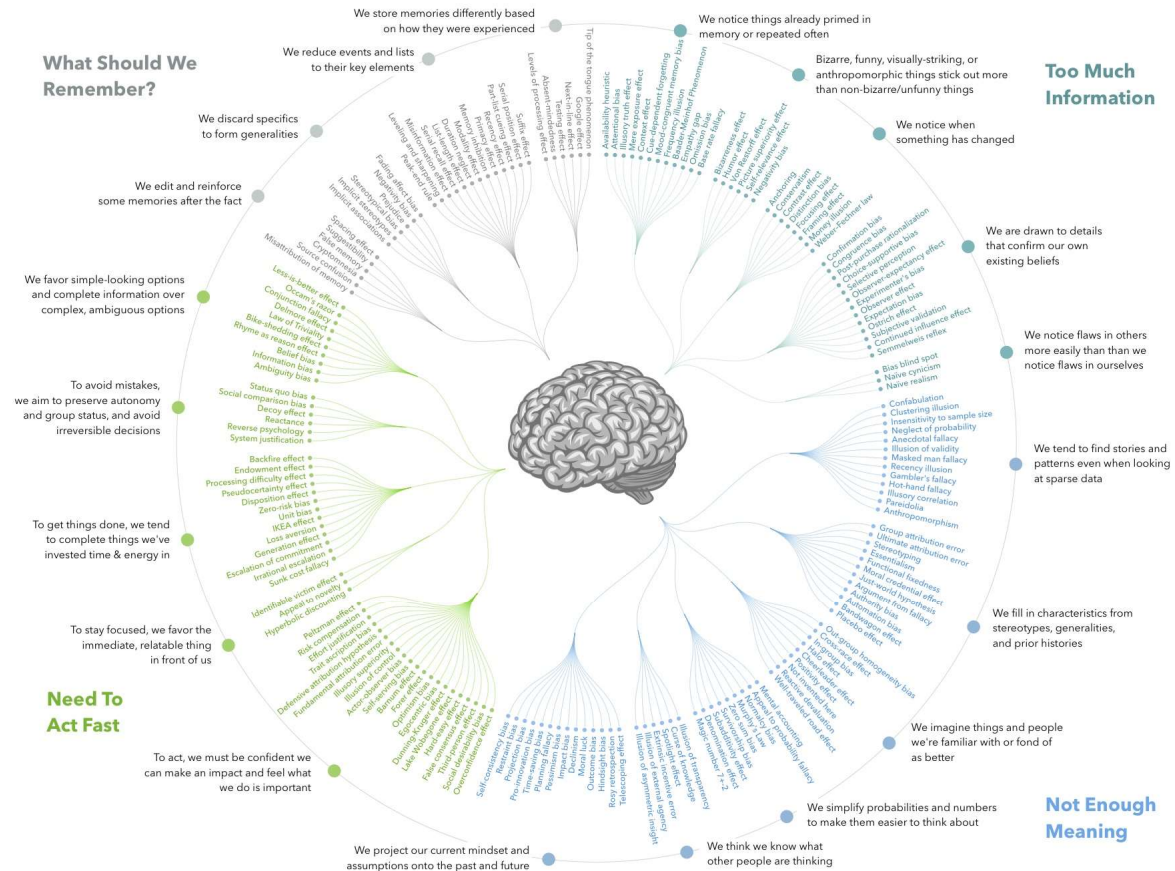 What Should We
Remember?
We store memories differently based
on how they were experienced
We reduce events and lists
to their key elements
We discard specifics
to form generalities
We edit and reinforce
some memories after the fact
Tip of the tongue phenomenon
Google effect
Next-in-line effect
Testing effect
Absent-mindedness
Levels of processing effect
Suffix effect
Serial position effect
Part-list cueing effect
Recency effect
Primacy effect
Memory inhibition
Modality effect
Duration neglect
List-length effect
Serial recall effect
Misinformation effect
Leveling and sharpening
Peak-end rule
Fading affect bias
Negativity bias
Prejudice
Stereotypical bias
Implicit stereotypes
Implicit associations
Spacing effect
Suggestibility
False memory
Cryptomnesia
Source confusion
Misattribution of memory
Too Much
Information
We notice things already primed in
memory or repeated often
Bizarre, funny, visually-striking, or
anthropomorphic things stick out more
than non-bizarre/unfunny things
We notice when
something has changed
We are drawn to details
that confirm our own
existing beliefs
We notice flaws in others
more easily than than we
notice flaws in ourselves
Availability heuristic
Attentional bias
Illusory truth effect
Mere exposure effect
Context effect
Cue-dependent forgetting
Mood-congruent memory bias
Frequency illusion
Baader-Meinhof Phenomenon
Empathy gap
Omission bias
Base rate fallacy
Bizarreness effect
Humor effect
Von Restorff effect
Picture superiority effect
Self-relevance effect
Negativity bias
Anchoring
Conservatism
Contrast effect
Distinction bias
Focusing effect
Framing effect
Money illusion
Weber–Fechner law
Confirmation bias
Congruence bias
Post-purchase rationalization
Choice-supportive bias
Selective perception
Observer-expectancy effect
Experimenter's bias
Observer effect
Expectation bias
Ostrich effect
Subjective validation
Continued influence effect
Semmelweis reflex
Bias blind spot
Naïve cynicism
Naïve realism
Not Enough
Meaning
We tend to find stories and
patterns even when looking
at sparse data
We fill in characteristics from
stereotypes, generalities,
and prior histories
We imagine things and people
we're familiar with or fond of
as better
We simplify probabilities and numbers
to make them easier to think about
We think we know what
other people are thinking
We project our current mindset and
assumptions onto the past and future
Confabulation
Clustering illusion
Insensitivity to sample size
Neglect of probability
Anecdotal fallacy
Illusion of validity
Masked man fallacy
Recency illusion
Gambler's fallacy
Hot-hand fallacy
Illusory correlation
Pareidolia
Anthropomorphism
Group attribution error
Ultimate attribution error
Stereotyping
Essentialism
Functional fixedness
Moral credential effect
Just-world hypothesis
Argument from fallacy
Authority bias
Automation bias
Bandwagon effect
Placebo effect
Out-group homogeneity bias
Cross-race effect
In-group bias
Halo effect
Cheerleader effect
Positivity effect
Not invented here
Reactive devaluation
Well-traveled road effect
Mental accounting
Appeal to probability fallacy
Normalcy bias
Murphy's Law
Zero sum bias
Survivorship bias
Subadditivity effect
Denomination effect
Magic number 7+-2
Illusion of transparency
Curse of knowledge
Spotlight effect
Extrinsic incentive error
Illusion of external agency
Illusion of asymmetric insight
Telescoping effect
Rosy retrospection
Hindsight bias
Outcome bias
Moral luck
Declinism
Impact bias
Pessimism bias
Planning fallacy
Time-saving bias
Pro-innovation bias
Projection bias
Restraint bias
Self-consistency bias
Need To
Act Fast
We favor simple-looking options
and complete information over
complex, ambiguous options
To avoid mistakes,
we aim to preserve autonomy
and group status, and avoid
irreversible decisions
To get things done, we tend
to complete things we've
invested time & energy in
To stay focused, we favor the
immediate, relatable thing
in front of us
To act, we must be confident we
can make an impact and feel what
we do is important
Less-is-better effect
Occam's razor
Conjunction fallacy
Delmore effect
Law of Triviality
Bike-shedding effect
Rhyme as reason effect
Belief bias
Information bias
Ambiguity bias
Status quo bias
Social comparison bias
Decoy effect
Reactance
Reverse psychology
System justification
Backfire effect
Endowment effect
Processing difficulty effect
Pseudocertainty effect
Disposition effect
Zero-risk bias
Unit bias
IKEA effect
Loss aversion
Generation effect
Escalation of commitment
Irrational escalation
Sunk cost fallacy
Identifiable victim effect
Appeal to novelty
Hyperbolic discounting
Peltzman effect
Risk compensation
Effort justification
Trait ascription bias
Defensive attribution hypothesis
Fundamental attribution error
Illusory superiority
Illusion of control
Actor-observer bias
Self-serving bias
Barnum effect
Forer effect
Optimism bias
Egocentric bias
Dunning-Kruger effect
Lake Wobegone effect
Hard-easy effect
False consensus effect
Third-person effect
Social desirability bias
Overconfidence effect